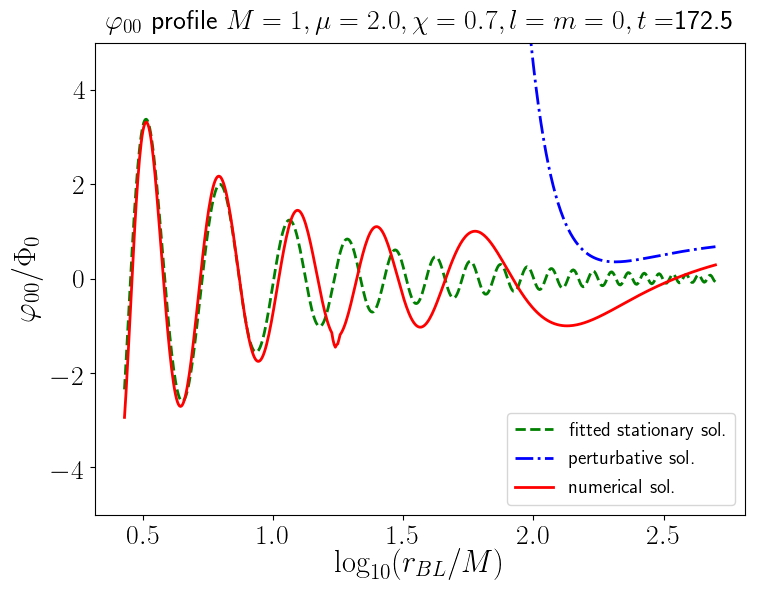 φ₀₀ profile M = 1, μ = 2.0, χ = 0.7, l = m = 0, t =172.5
φ₀₀/Φ₀
4
2
0
−2
−4
fitted stationary sol.
perturbative sol.
numerical sol.
0.5 1.0 1.5 2.0 2.5
log₁₀(r_BL/M)